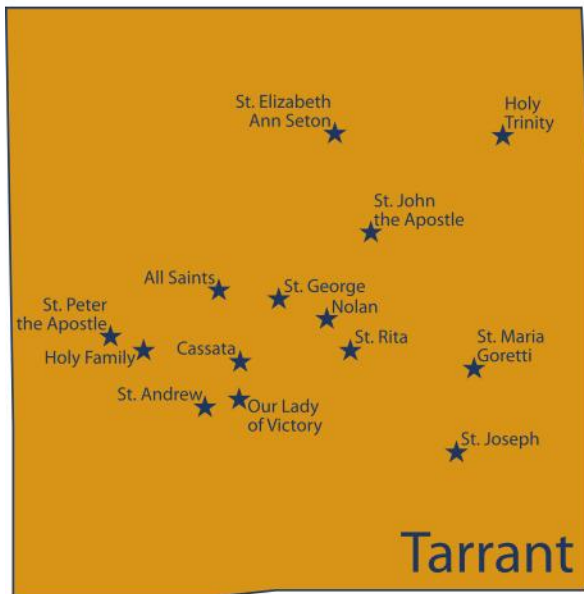 St. Elizabeth
Ann Seton
Holy
Trinity
St. John
the Apostle
All Saints
St. George
Nolan
St. Peter
the Apostle
Holy Family
Cassata
St. Rita
St. Maria
Goretti
St. Andrew
Our Lady
of Victory
St. Joseph
Tarrant